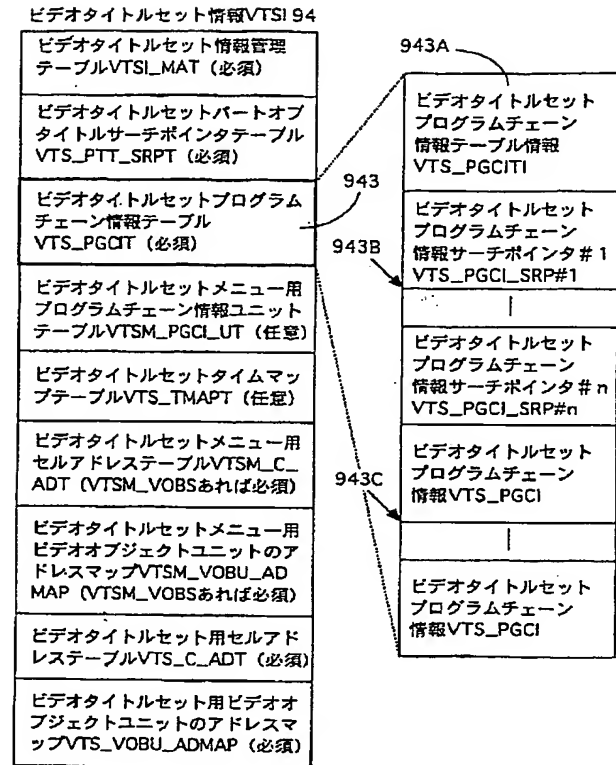 ビデオタイトルセット情報VTSI 94
ビデオタイトルセット情報管理
テーブルVTSI_MAT（必須）
ビデオタイトルセットパートオブ
タイトルサーチポインタテーブル
VTS_PTT_SRPT（必須）
ビデオタイトルセットプログラム
チェーン情報テーブル
VTS_PGCIT（必須）
ビデオタイトルセットメニュー用
プログラムチェーン情報ユニット
テーブルVTSM_PGCI_UT（任意）
ビデオタイトルセットタイムマッ
プテーブルVTS_TMAPT（任意）
ビデオタイトルセットメニュー用
セルアドレステーブルVTSM_C_
ADT（VTSM_VOBSあれば必須）
ビデオタイトルセットメニュー用
ビデオオブジェクトユニットのア
ドレスマップVTSM_VOBU_AD
MAP（VTSM_VOBSあれば必須）
ビデオタイトルセット用セルアド
レステーブルVTS_C_ADT（必須）
ビデオタイトルセット用ビデオオ
ブジェクトユニットのアドレスマ
ップVTS_VOBU_ADMAP（必須）
943
943A
ビデオタイトルセット
プログラムチェーン
情報テーブル情報
VTS_PGCITI
943B
ビデオタイトルセット
プログラムチェーン
情報サーチポインタ＃1
VTS_PGCI_SRP#1
ビデオタイトルセット
プログラムチェーン
情報サーチポインタ＃n
VTS_PGCI_SRP#n
943C
ビデオタイトルセット
プログラムチェーン
情報VTS_PGCI
ビデオタイトルセット
プログラムチェーン
情報VTS_PGCI